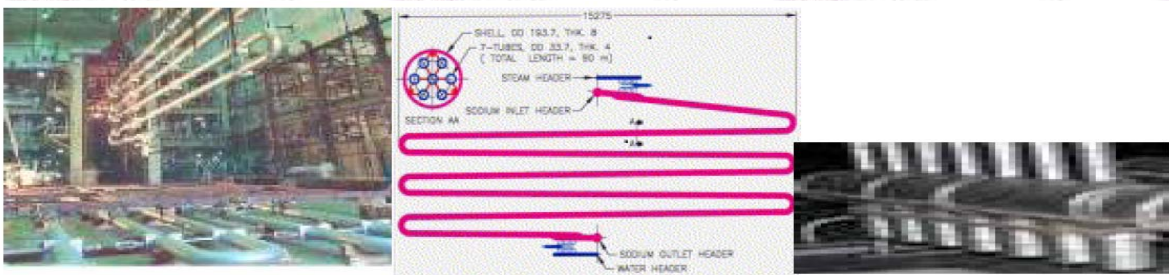 15275
SHELL, OD 193.7, THK. 8
7-TUBES, OD 33.7, THK. 4
( TOTAL LENGTH = 90 m)
STEAM HEADER
SODIUM INLET HEADER
SECTION AA
A
A
SODIUM OUTLET HEADER
WATER HEADER